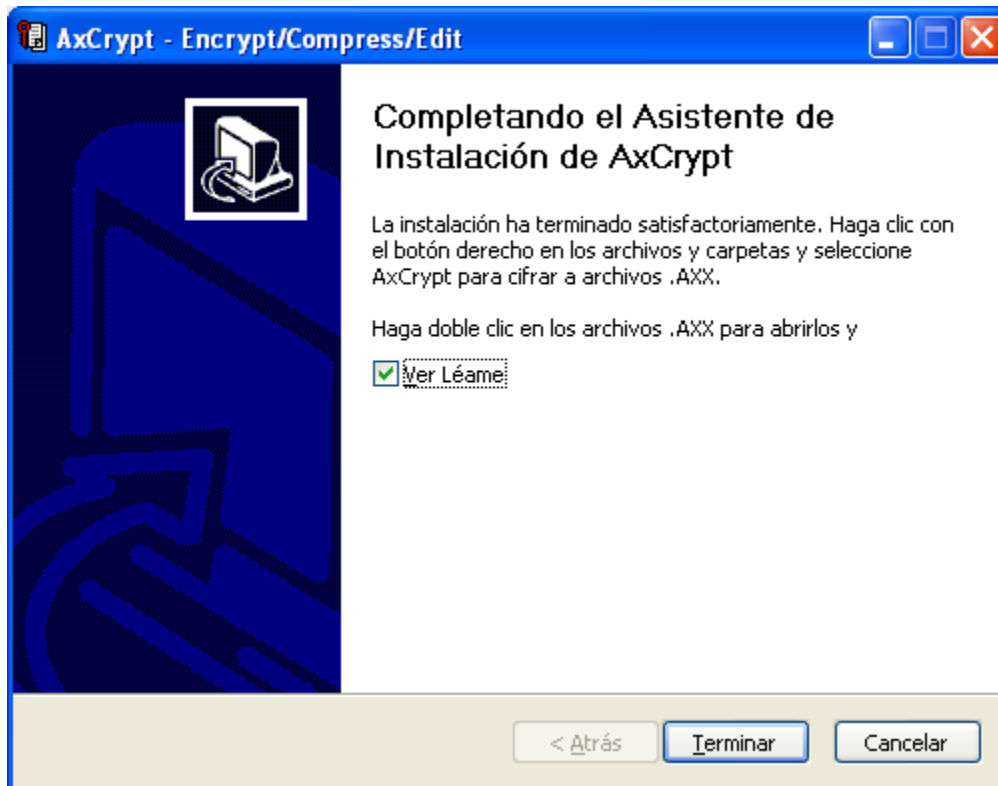 AxCrypt - Encrypt/Compress/Edit
Completando el Asistente de
Instalación de AxCrypt
La instalación ha terminado satisfactoriamente. Haga clic con
el botón derecho en los archivos y carpetas y seleccione
AxCrypt para cifrar a archivos .AXX.
Haga doble clic en los archivos .AXX para abrirlos y
Ver Léame
< Atrás
Terminar
Cancelar